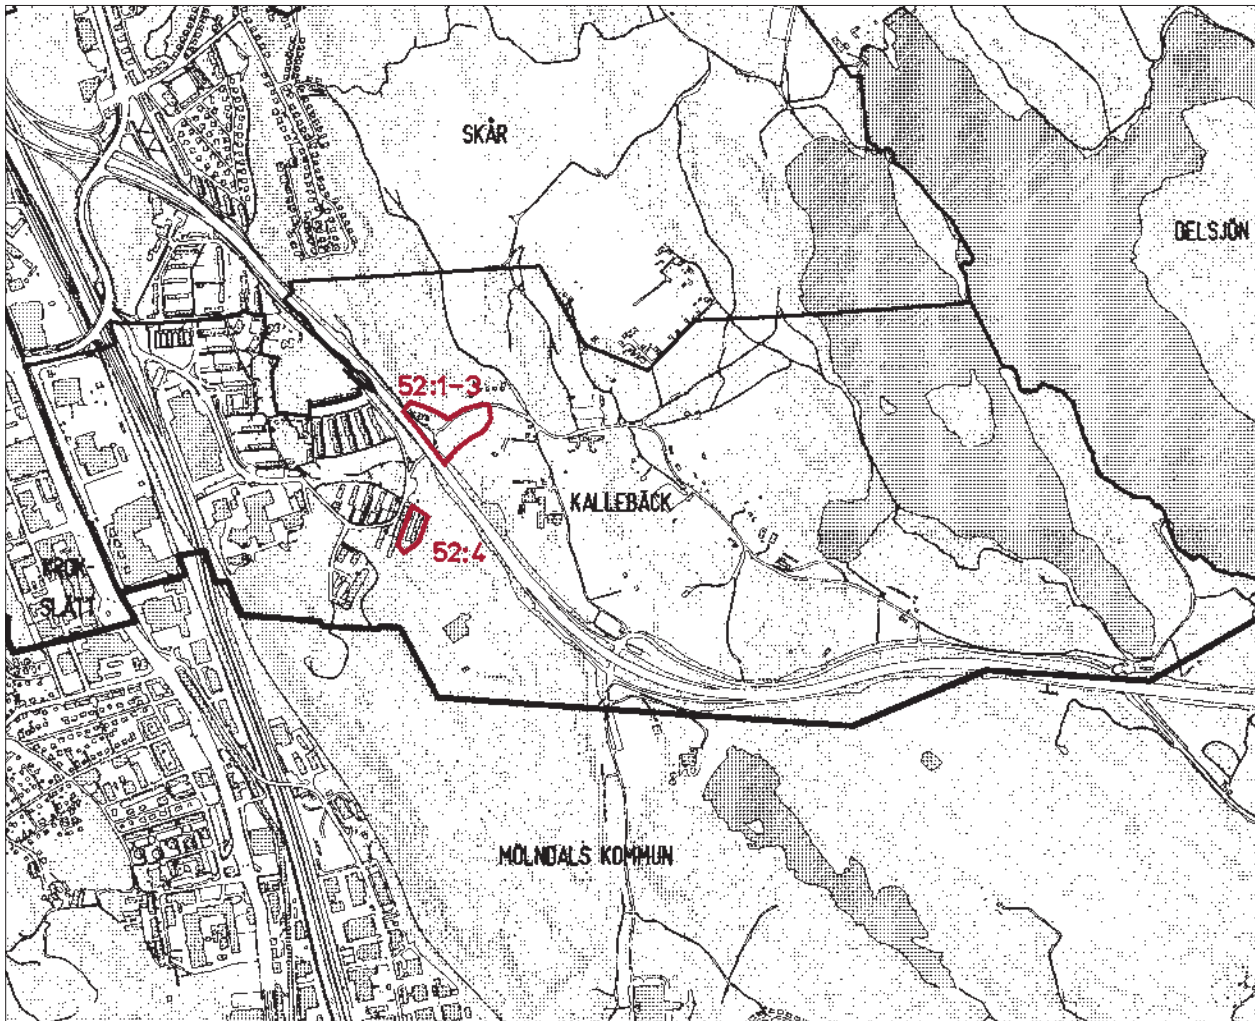 SKÅR
DELSJÖN
52:1-3
KALLEBÄCK
52:4
KROK-
SLÄTT
MÖLNDALS KOMMUN